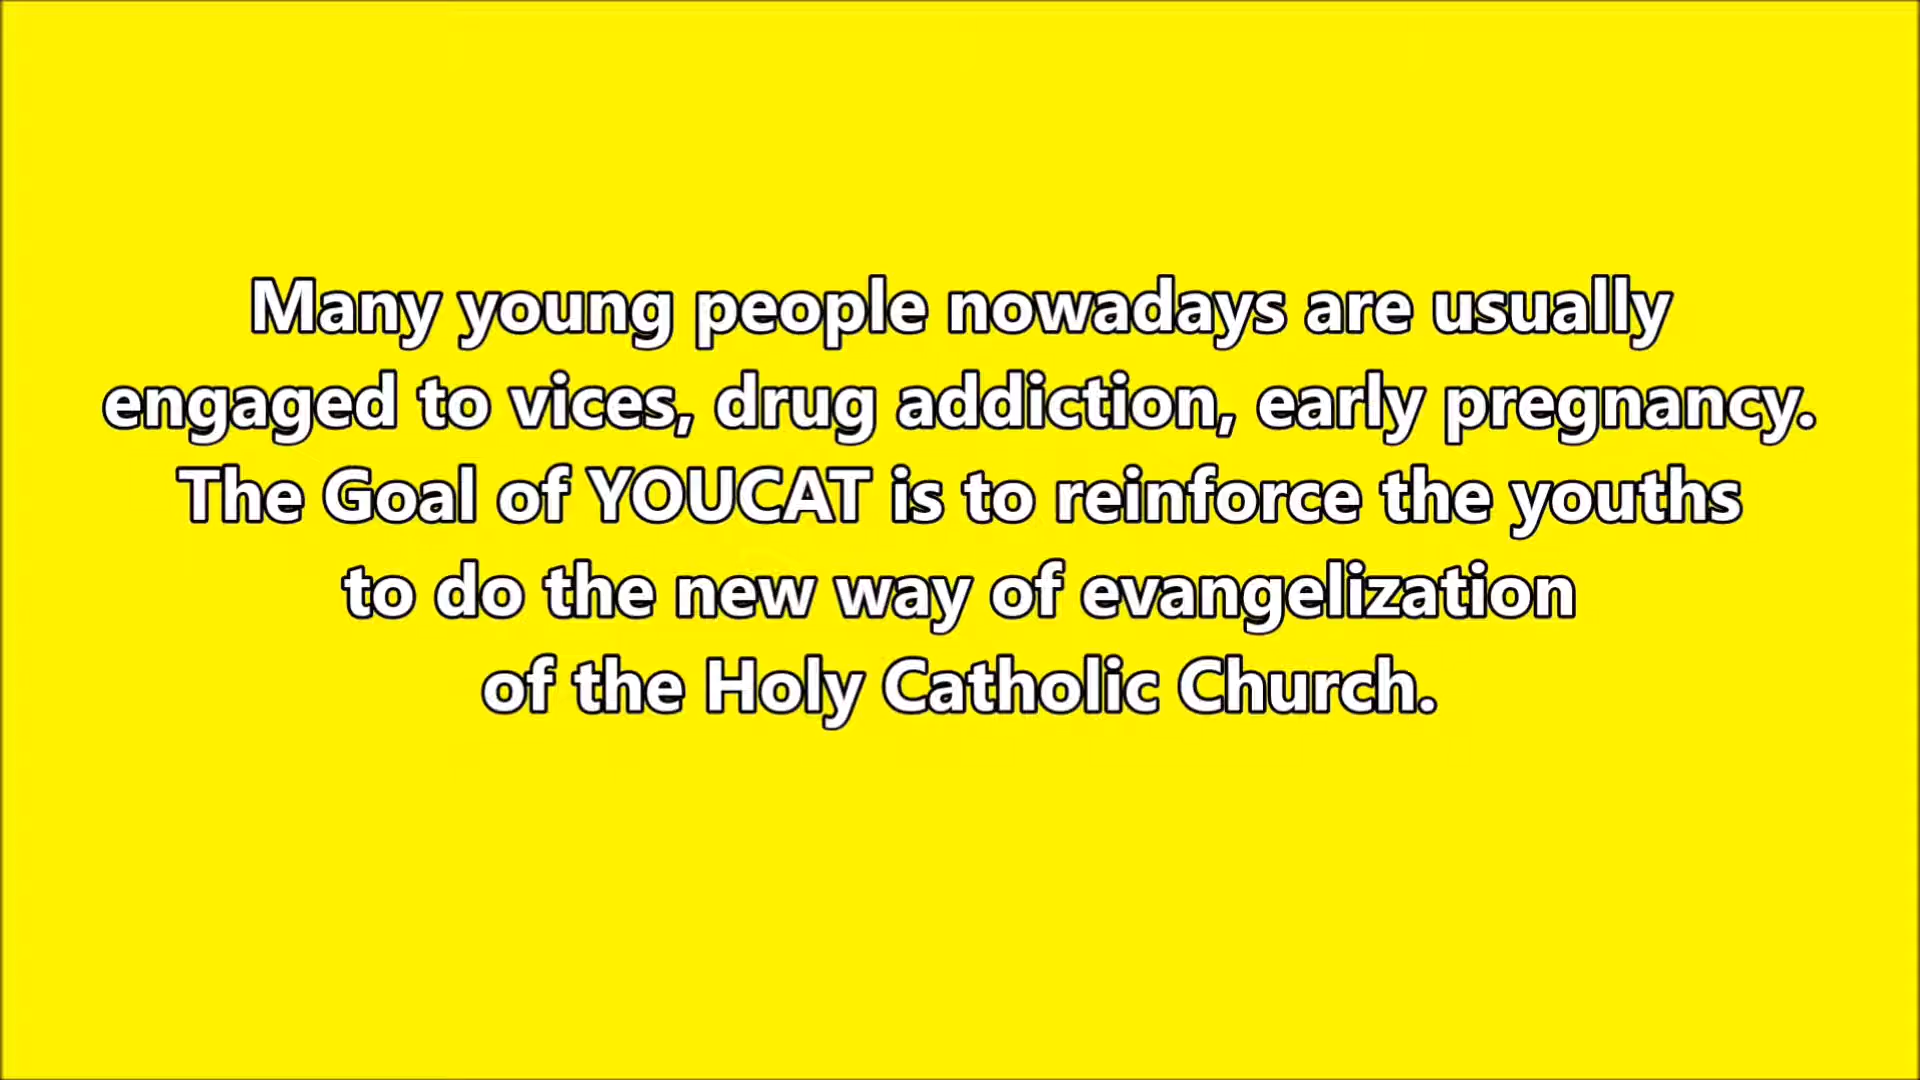 Many young people nowadays are usually
engaged to vices, drug addiction, early pregnancy.
The Goal of YOUCAT is to reinforce the youths
to do the new way of evangelization
of the Holy Catholic Church.